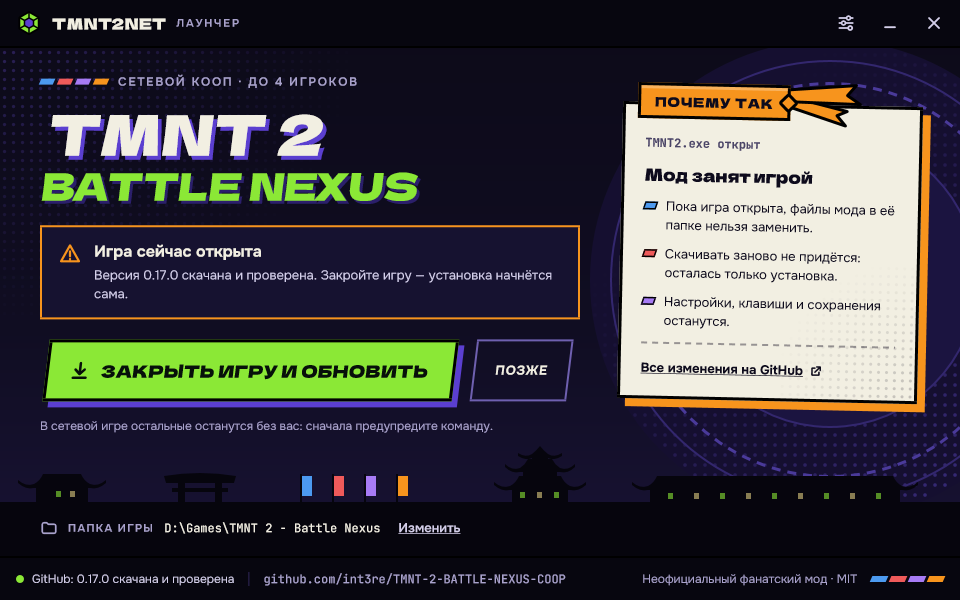 TMNT2NET ЛАУНЧЕР
СЕТЕВОЙ КООП · ДО 4 ИГРОКОВ
TMNT 2
BATTLE NEXUS
Игра сейчас открыта
Версия 0.17.0 скачана и проверена. Закройте игру — установка начнётся
сама.
ЗАКРЫТЬ ИГРУ И ОБНОВИТЬ
ПОЗЖЕ
В сетевой игре остальные останутся без вас: сначала предупредите команду.
ПОЧЕМУ ТАК
TMNT2.exe открыт
Мод занят игрой
Пока игра открыта, файлы мода в её
папке нельзя заменить.
Скачивать заново не придётся:
осталась только установка.
Настройки, клавиши и сохранения
останутся.
Все изменения на GitHub
ПАПКА ИГРЫ D:\Games\TMNT 2 - Battle Nexus Изменить
GitHub: 0.17.0 скачана и проверена
github.com/int3re/TMNT-2-BATTLE-NEXUS-COOP
Неофициальный фанатский мод · MIT